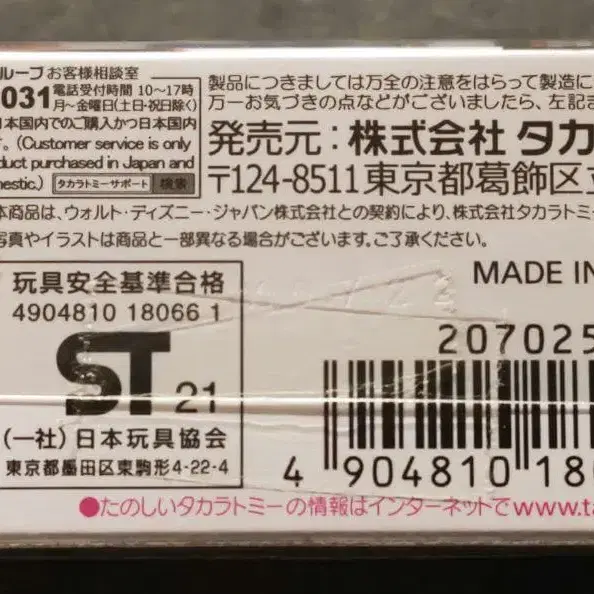 ループお客様相談室
031 電話受付時間 10〜17時
月〜金曜日(土日・祝日除く)
日本国内でのご購入かつ日本国内
す。(Customer service is only
oduct purchased in Japan and
mestic.) タカラトミーサポート 検索
製品につきましては万全の注意をはらって製造に
万一お気づきの点などがございましたら、左記ま
発売元:株式会社 タカ
〒124-8511東京都葛飾区立
本商品は、ウォルト・ディズニー・ジャパン株式会社との契約により、株式会社タカラトミー
写真やイラストは商品と一部異なる場合がございます。ご了承ください。
玩具安全基準合格
4904810 18066 1
ST 21
(一社)日本玩具協会
東京都墨田区東駒形4-22-4
MADE IN
207025
4 904810 180
●たのしいタカラトミーの情報はインターネットでwww.ta